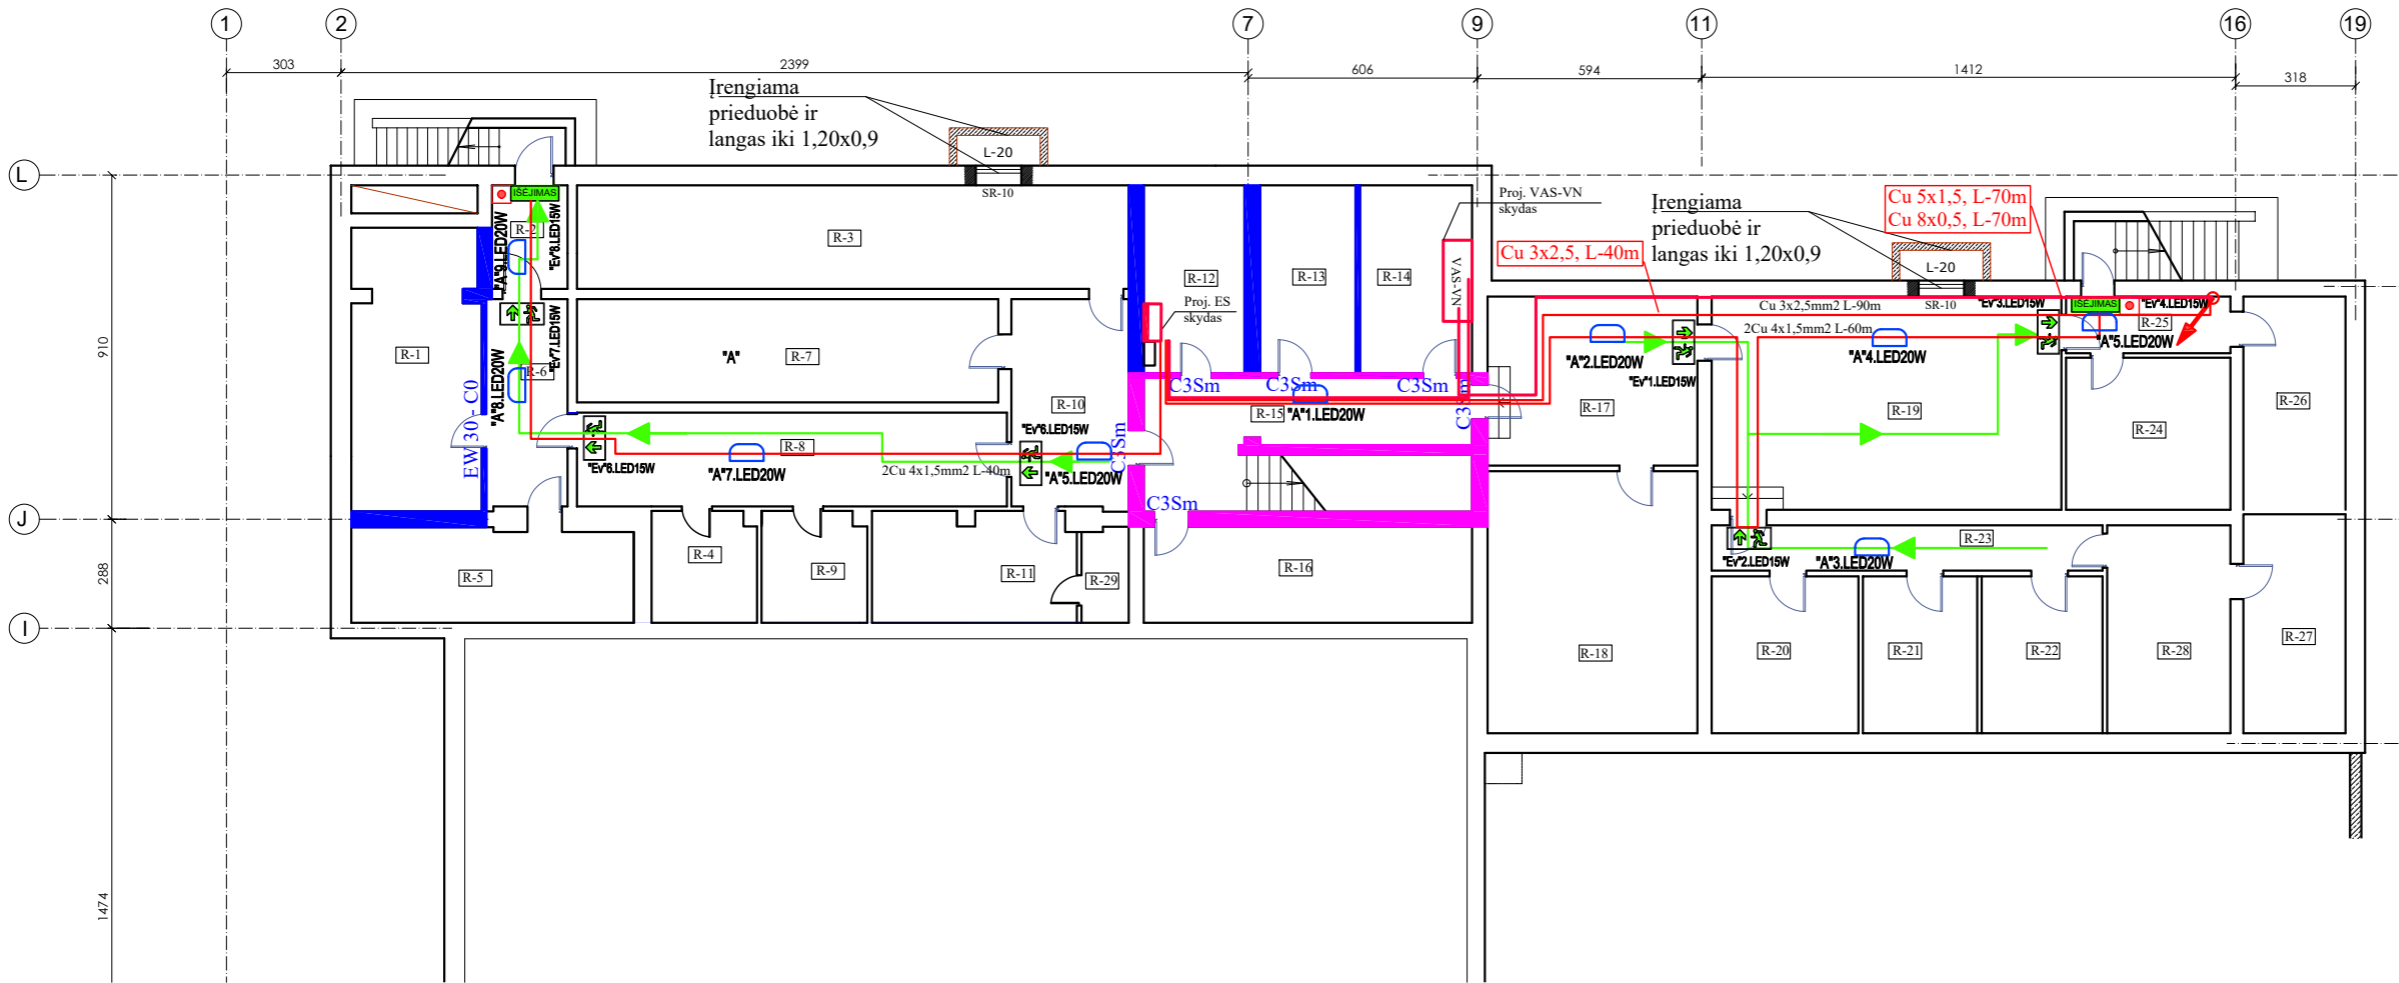 1
2
7
9
11
16
19
303
2399
606
594
1412
318
Įrengiama
prieduobė ir
langas iki 1,20x0,9
L-20
SR-10
L
J
I
910
288
1474
IŠĖJIMAS
R-2
"A"9.LED20W
"Ev"8.LED15W
R-3
R-12
R-13
R-14
Proj. VAS-VN
skydas
VAS-VN
Proj. ES
skydas
Cu 3x2,5, L-40m
Įrengiama
prieduobė ir
langas iki 1,20x0,9
Cu 5x1,5, L-70m
Cu 8x0,5, L-70m
L-20
SR-10
Cu 3x2,5mm2 L-90m
2Cu 4x1,5mm2 L-60m
"Ev"3.LED15W
IŠĖJIMAS
"Ev"4.LED15W
R-25
"A"5.LED20W
"A"4.LED20W
"A"2.LED20W
"Ev"1.LED15W
R-1
R-6
"Ev"7.LED15W
"A"8.LED20W
EW 30 - C0
"A"
R-7
R-10
C3Sm
C3Sm
C3Sm
C3Sm
R-15
"A"1.LED20W
R-17
R-19
R-24
R-26
"Ev"6.LED15W
R-8
"A"7.LED20W
2Cu 4x1,5mm2 L-40m
"Ev"6.LED15W
"A"5.LED20W
C3Sm
C3Sm
R-5
R-4
R-9
R-11
R-29
R-16
R-18
"Ev"2.LED15W
"A"3.LED20W
R-23
R-20
R-21
R-22
R-28
R-27